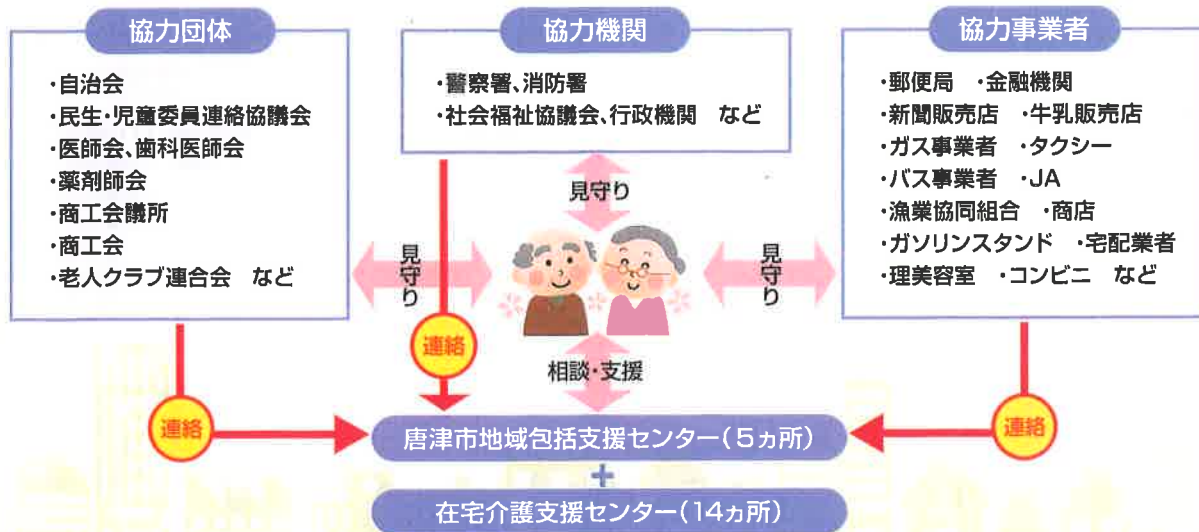 協力団体
・自治会
・民生・児童委員連絡協議会
・医師会、歯科医師会
・薬剤師会
・商工会議所
・商工会
・老人クラブ連合会 など
協力機関
・警察署、消防署
・社会福祉協議会、行政機関 など
協力事業者
・郵便局 ・金融機関
・新聞販売店 ・牛乳販売店
・ガス事業者 ・タクシー
・バス事業者 ・JA
・漁業協同組合 ・商店
・ガソリンスタンド ・宅配業者
・理美容室 ・コンビニ など
見守り
見守り
見守り
連絡
相談・支援
連絡
連絡
唐津市地域包括支援センター(5ヵ所)
+
在宅介護支援センター(14ヵ所)